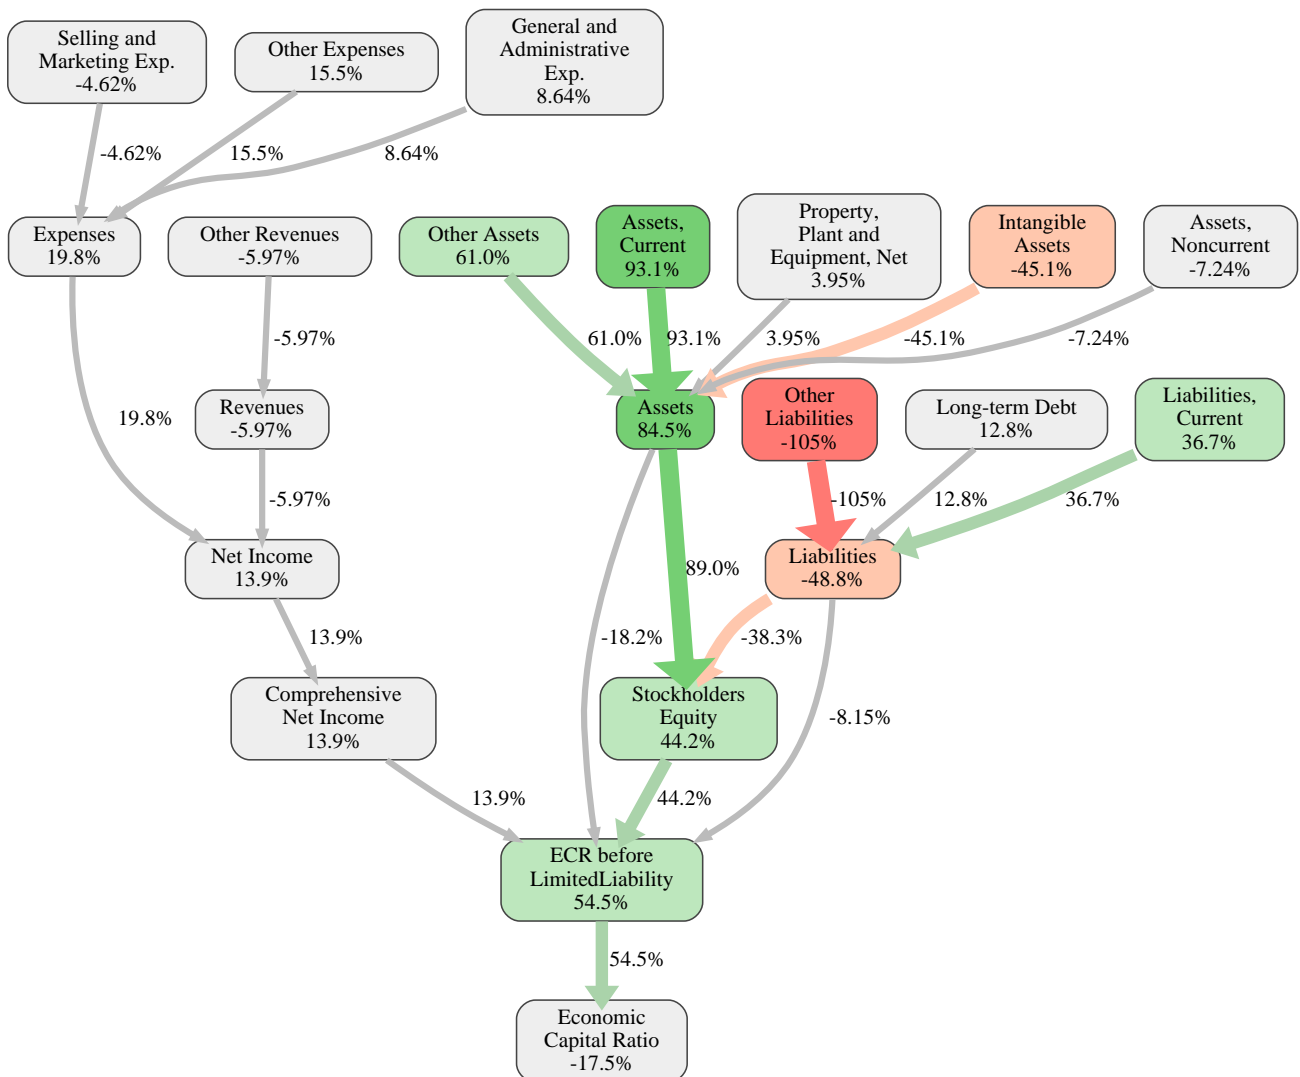 Selling and
Marketing Exp.
-4.62%
Other Expenses
15.5%
General and
Administrative
Exp.
8.64%
-4.62%
15.5%
8.64%
Expenses
19.8%
Other Revenues
-5.97%
Other Assets
61.0%
Assets,
Current
93.1%
Property,
Plant and
Equipment, Net
3.95%
Intangible
Assets
-45.1%
Assets,
Noncurrent
-7.24%
-5.97%
61.0%
93.1%
3.95%
-45.1%
-7.24%
19.8%
Revenues
-5.97%
Assets
84.5%
Other
Liabilities
-105%
Long-term Debt
12.8%
Liabilities,
Current
36.7%
-5.97%
-105%
12.8%
36.7%
Net Income
13.9%
89.0%
Liabilities
-48.8%
13.9%
-18.2%
-38.3%
Comprehensive
Net Income
13.9%
Stockholders
Equity
44.2%
-8.15%
13.9%
44.2%
ECR before
LimitedLiability
54.5%
54.5%
Economic
Capital Ratio
-17.5%